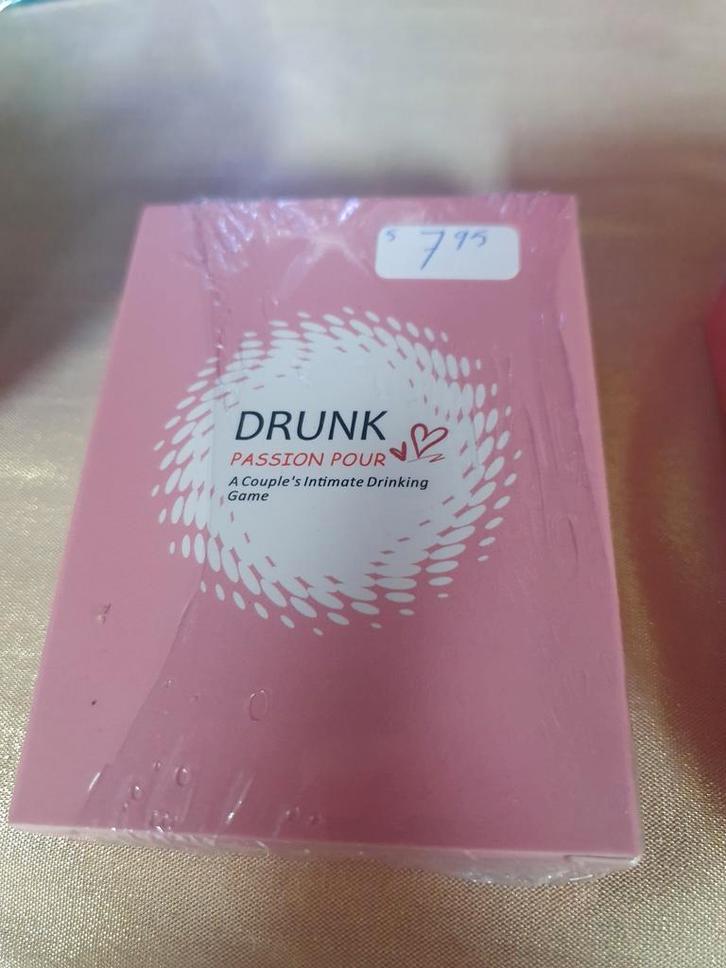 $ 7 95
DRUNK
PASSION POUR
A Couple's Intimate Drinking
Game